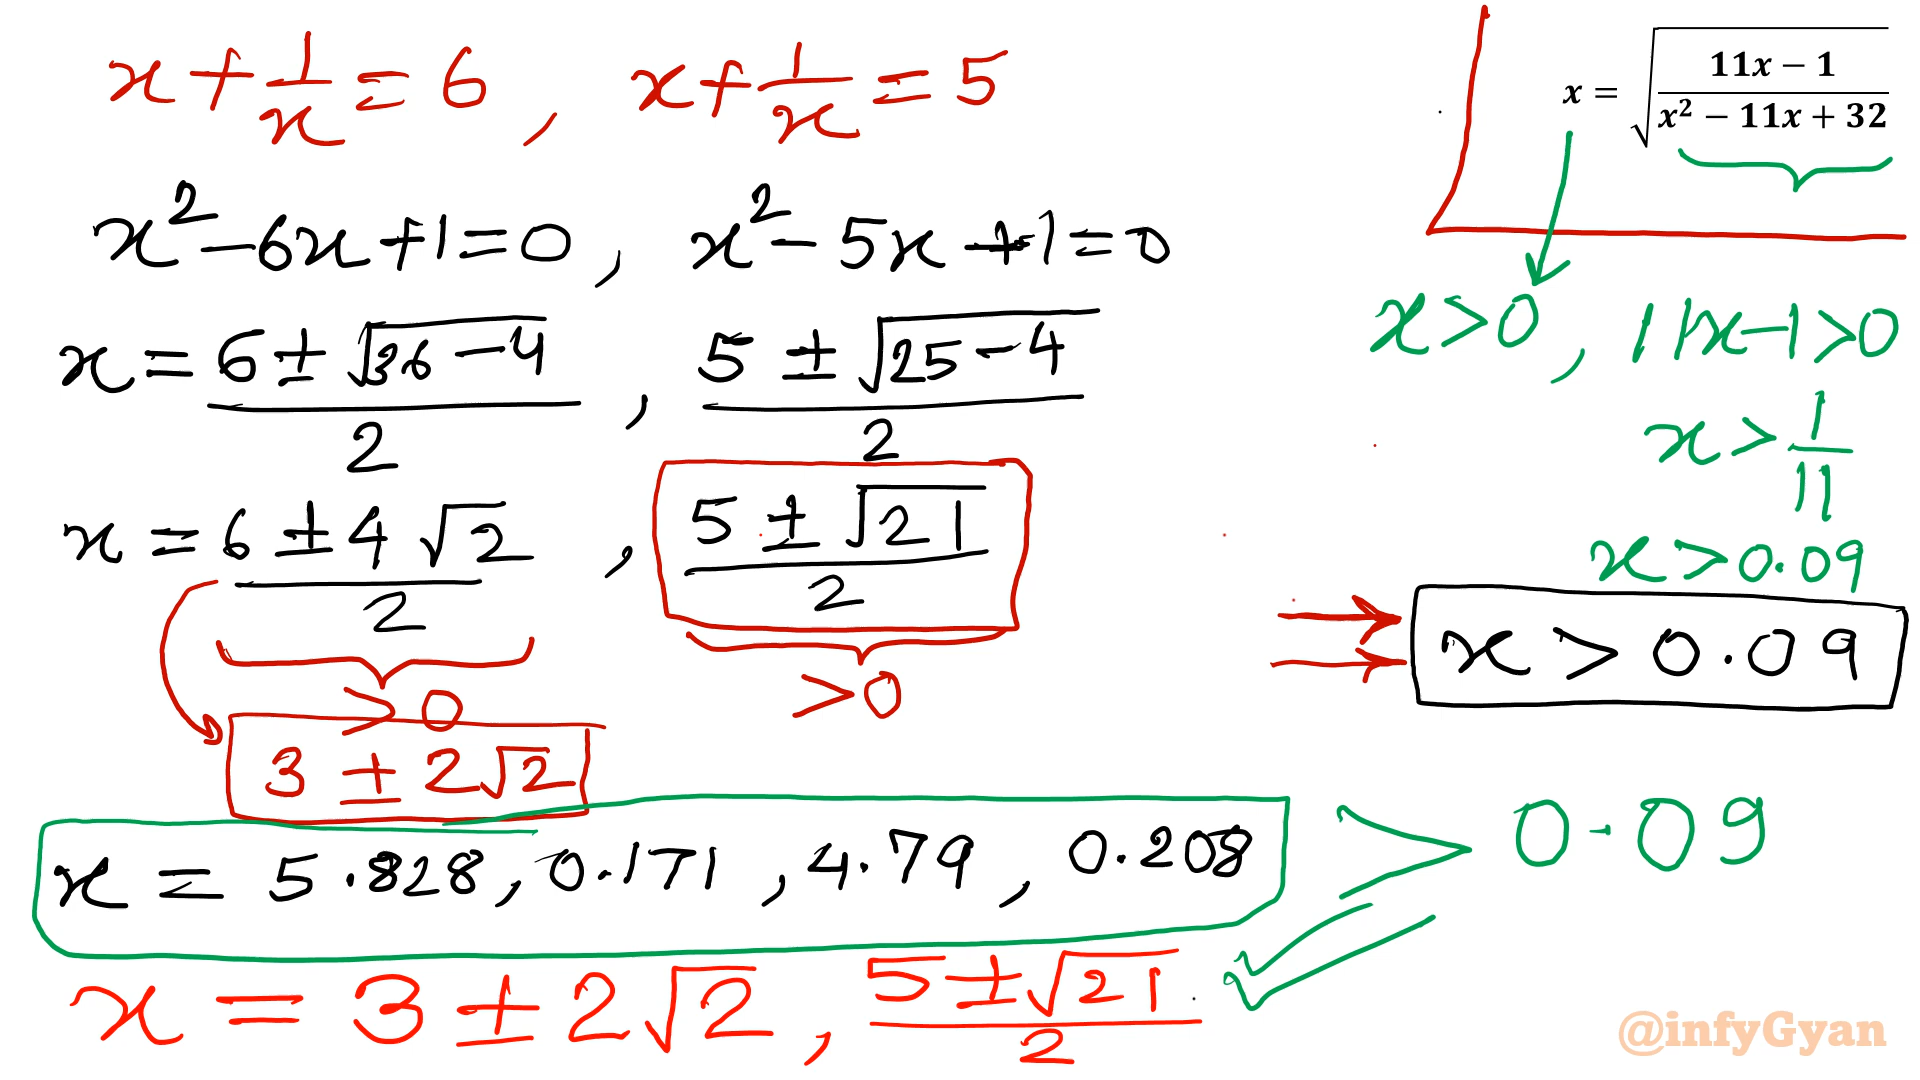 x + 1/x = 6 , x + 1/x = 5
x = √((11x − 1)/(x² − 11x + 32))
x² − 6x + 1 = 0 , x² − 5x + 1 = 0
x > 0 , 11x − 1 > 0
x = (6 ± √(36 − 4))/2 , (5 ± √(25 − 4))/2
x > 1/11
x = (6 ± 4√2)/2 , (5 ± √21)/2
x > 0.09
> 0
> 0
x > 0.09
3 ± 2√2
x = 5.828, 0.171, 4.79, 0.208 > 0.09
x = 3 ± 2√2 , (5 ± √21)/2
@infyGyan